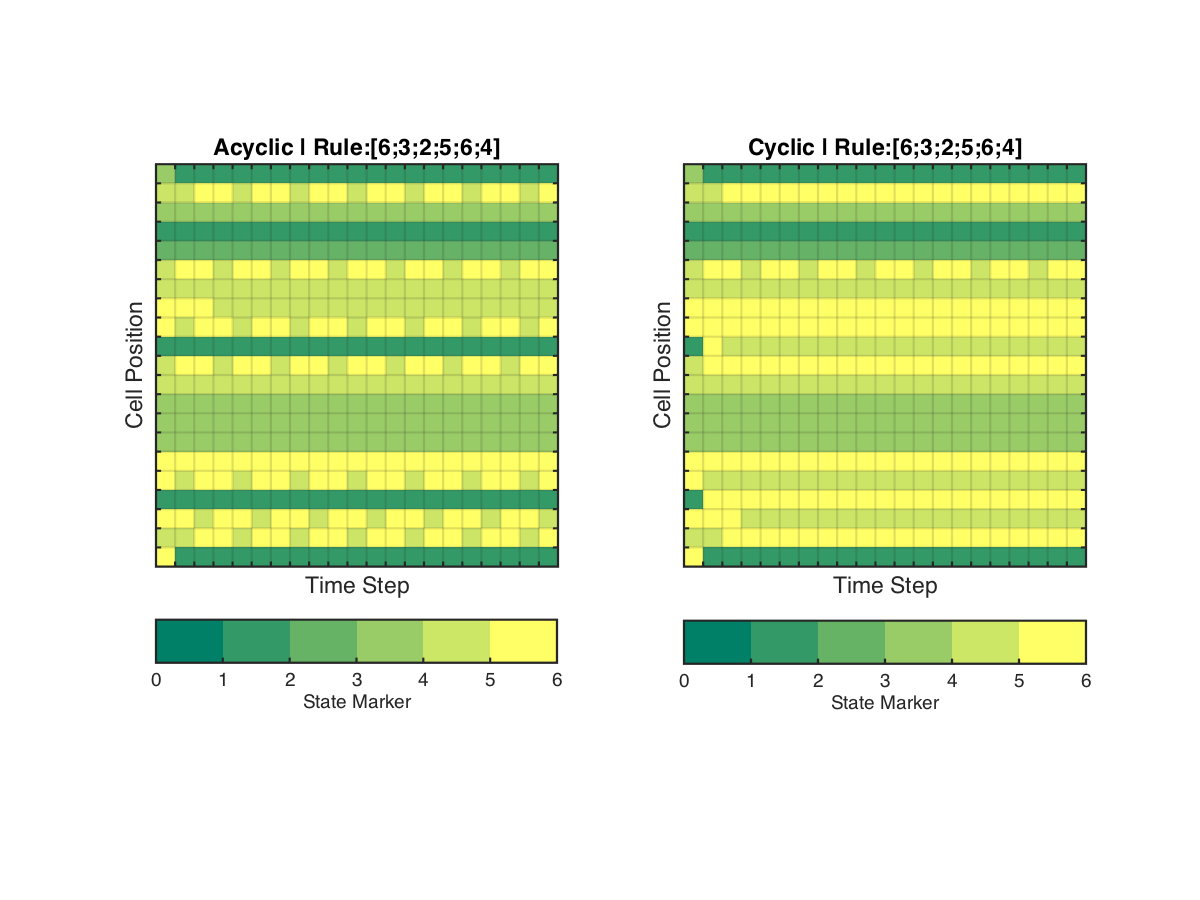 Acyclic | Rule:[6;3;2;5;6;4]
Cell Position
Time Step
0 1 2 3 4 5 6
State Marker
Cyclic | Rule:[6;3;2;5;6;4]
Cell Position
Time Step
0 1 2 3 4 5 6
State Marker